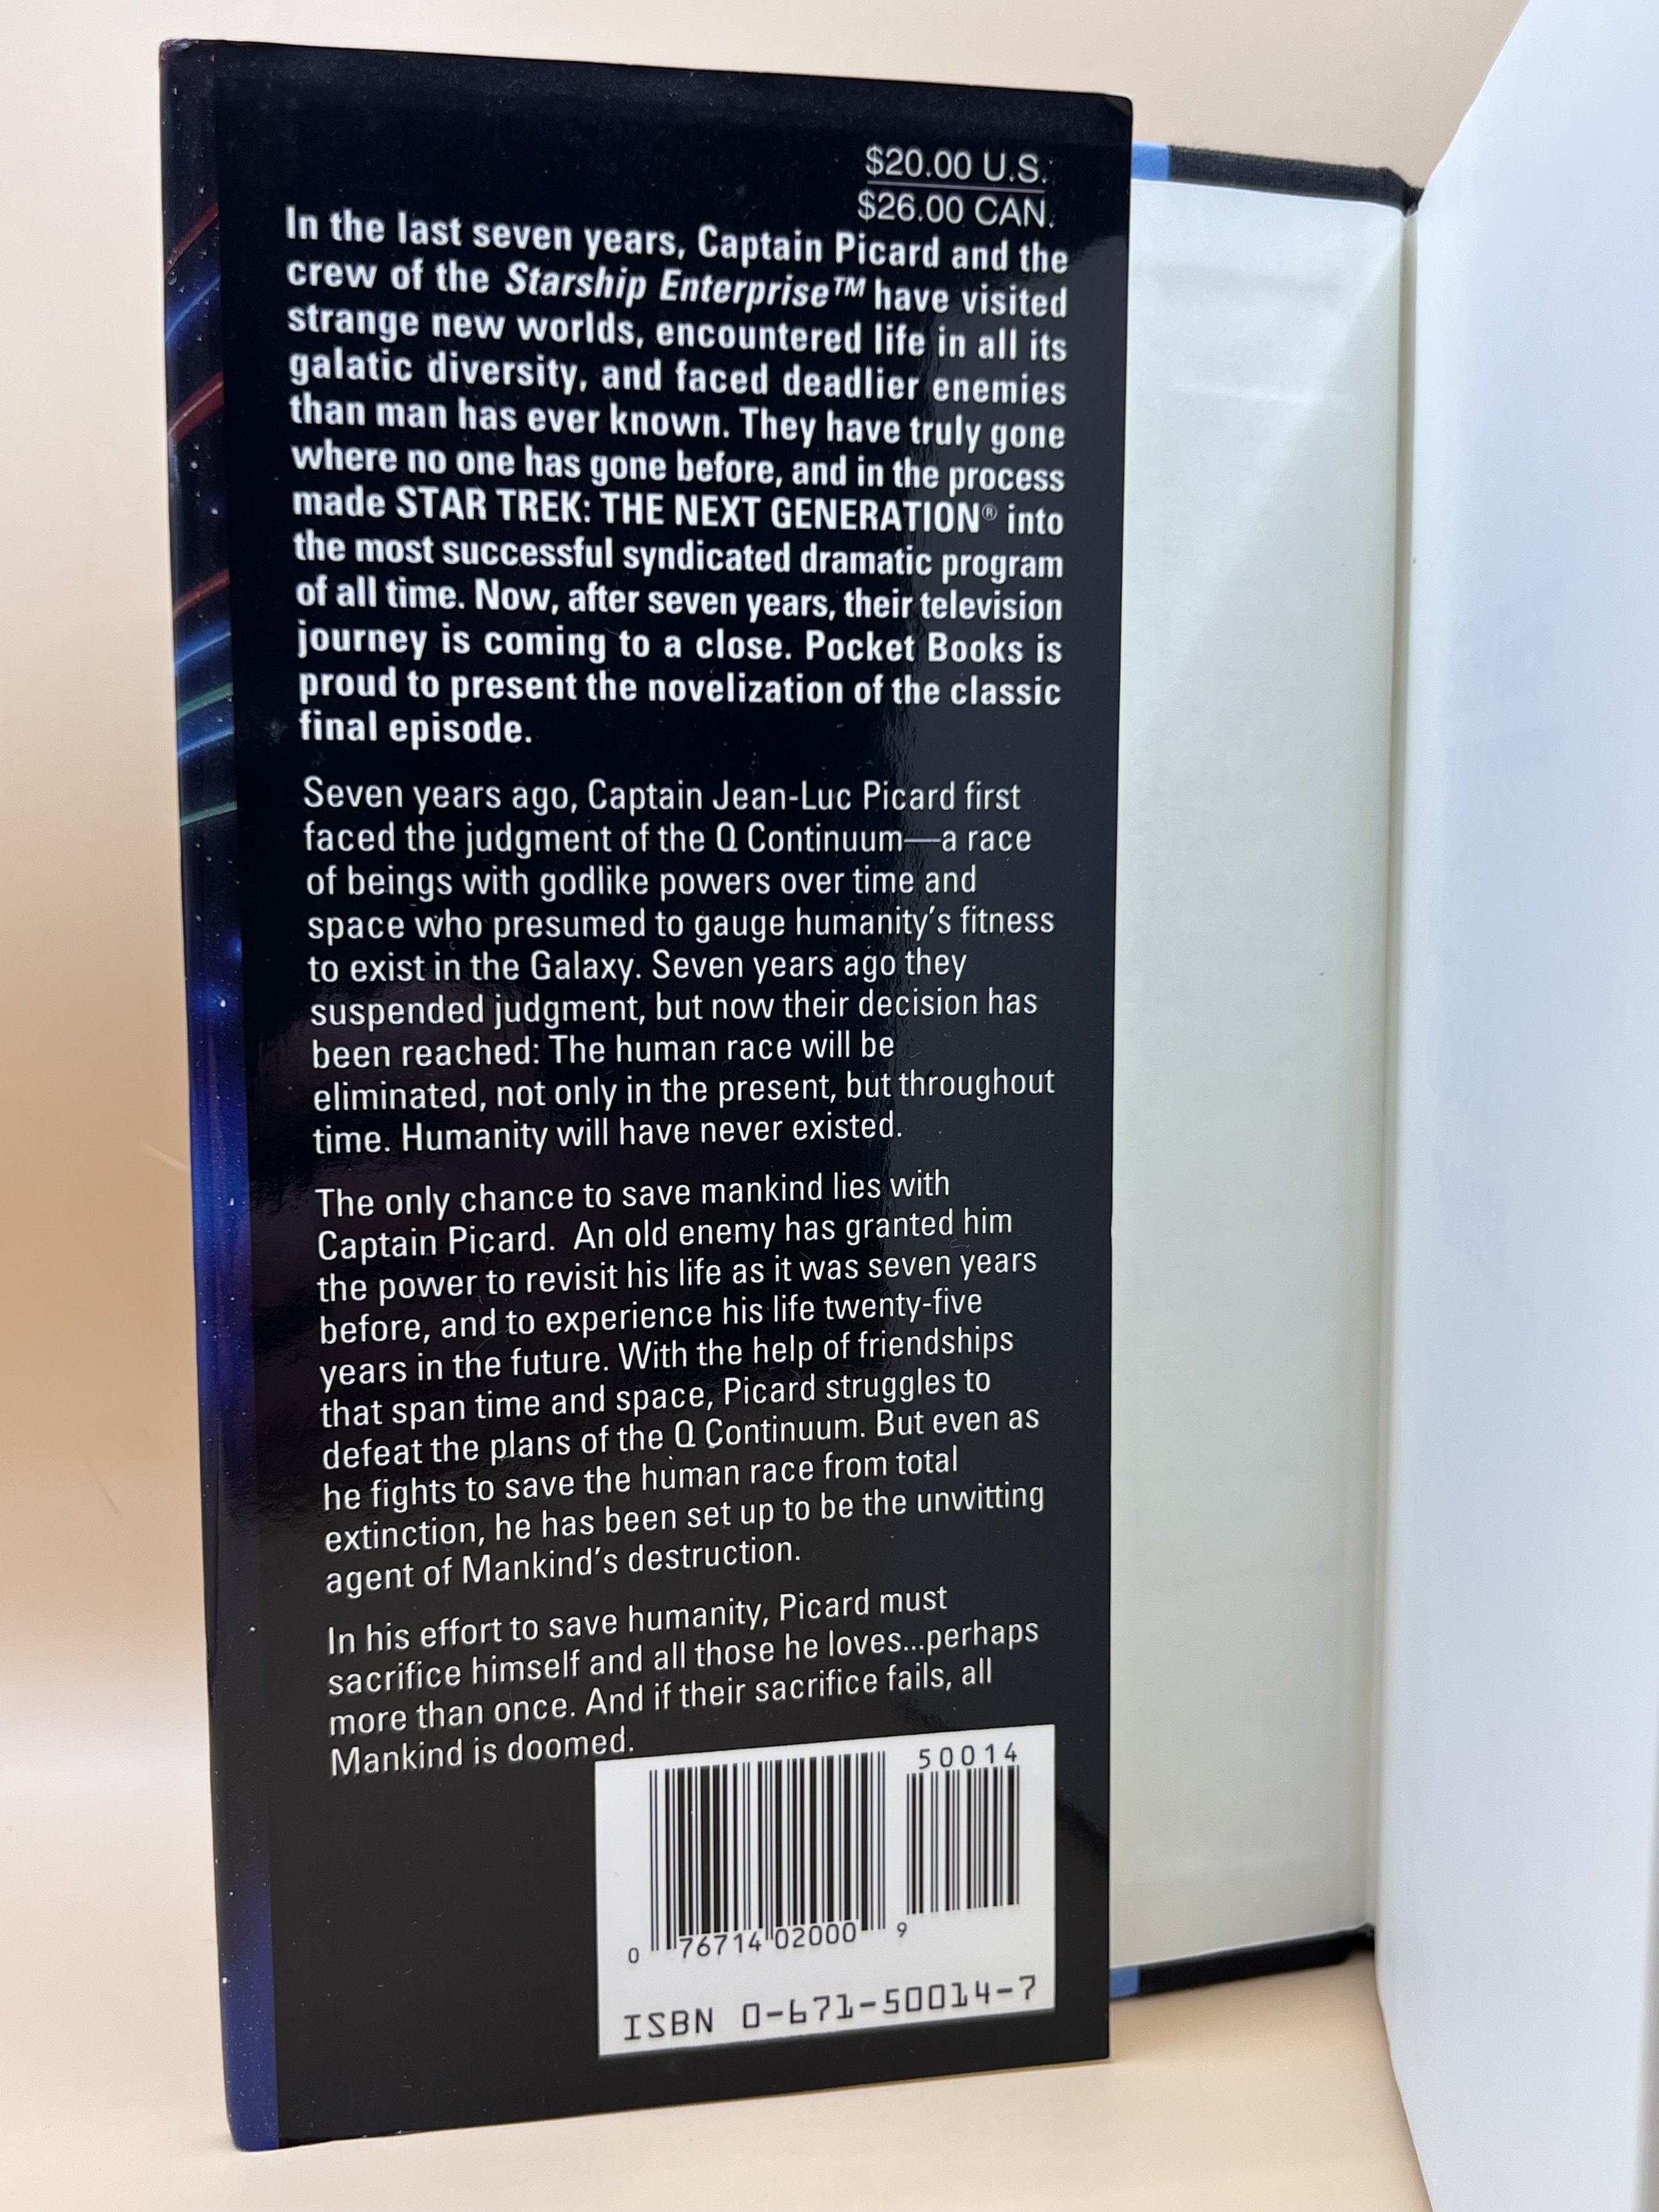 $20.00 U.S.
$26.00 CAN.
In the last seven years, Captain Picard and the
crew of the Starship Enterprise™ have visited
strange new worlds, encountered life in all its
galatic diversity, and faced deadlier enemies
than man has ever known. They have truly gone
where no one has gone before, and in the process
made STAR TREK: THE NEXT GENERATION® into
the most successful syndicated dramatic program
of all time. Now, after seven years, their television
journey is coming to a close. Pocket Books is
proud to present the novelization of the classic
final episode.
Seven years ago, Captain Jean-Luc Picard first
faced the judgment of the Q Continuum—a race
of beings with godlike powers over time and
space who presumed to gauge humanity's fitness
to exist in the Galaxy. Seven years ago they
suspended judgment, but now their decision has
been reached: The human race will be
eliminated, not only in the present, but throughout
time. Humanity will have never existed.
The only chance to save mankind lies with
Captain Picard. An old enemy has granted him
the power to revisit his life as it was seven years
before, and to experience his life twenty-five
years in the future. With the help of friendships
that span time and space, Picard struggles to
defeat the plans of the Q Continuum. But even as
he fights to save the human race from total
extinction, he has been set up to be the unwitting
agent of Mankind's destruction.
In his effort to save humanity, Picard must
sacrifice himself and all those he loves...perhaps
more than once. And if their sacrifice fails, all
Mankind is doomed.
50014
0 76714 02000 9
ISBN 0-671-50014-7